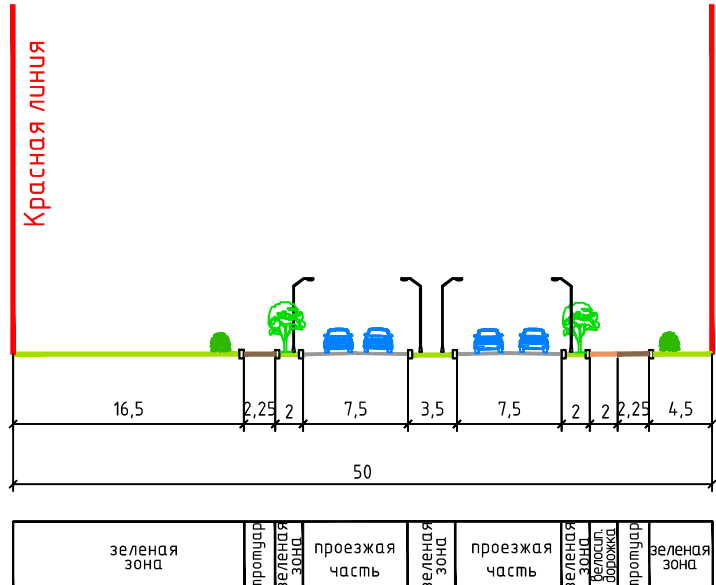 Красная линия
16,5
2,25
2
7,5
3,5
7,5
2
2
2,25
4,5
50
зеленая
зона
тротуар
зеленая
зона
проезжая
часть
зеленая
зона
проезжая
часть
зеленая
зона
велосип.
дорожка
тротуар
зеленая
зона